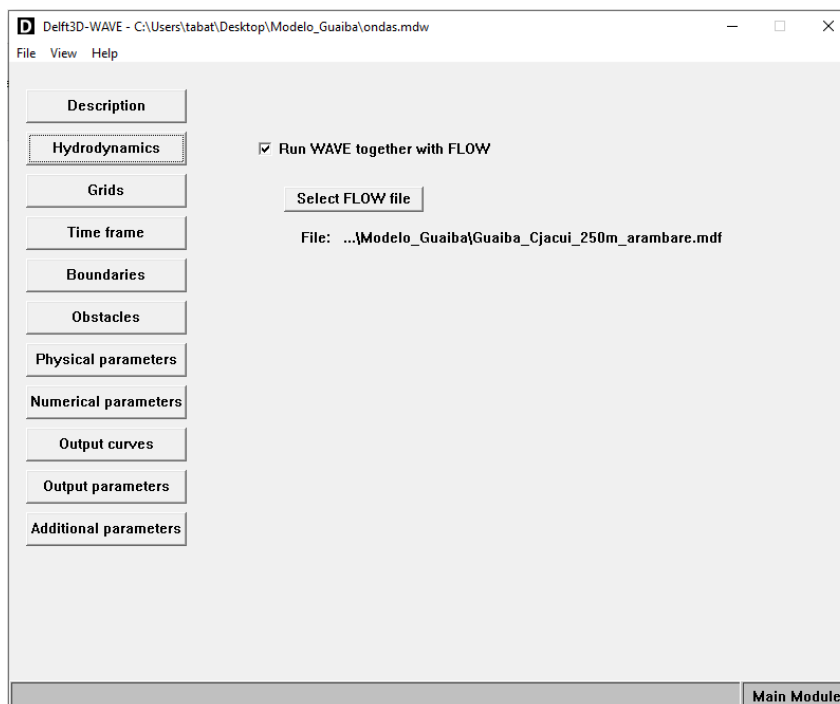 D Delft3D-WAVE - C:\Users\tabat\Desktop\Modelo_Guaiba\ondas.mdw
File View Help
Description
Hydrodynamics
Run WAVE together with FLOW
Grids
Select FLOW file
Time frame
File: ...\Modelo_Guaiba\Guaiba_Cjacui_250m_arambare.mdf
Boundaries
Obstacles
Physical parameters
Numerical parameters
Output curves
Output parameters
Additional parameters
Main Module